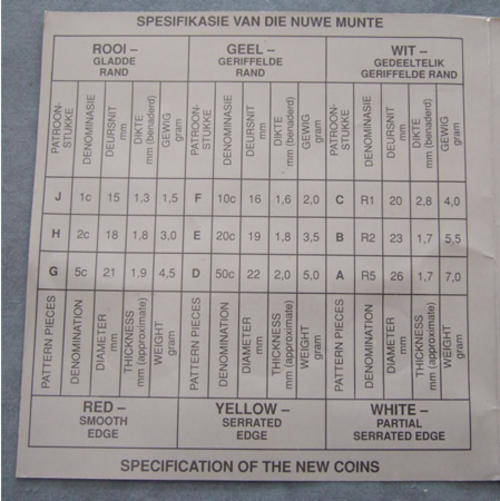 SPESIFIKASIE VAN DIE NUWE MUNTE
ROOI – GEEL – WIT –
GLADDE GERIFFELDE GEDEELTELIK
RAND RAND GERIFFELDE RAND
PATROON-STUKKE DENOMINASIE DEURSNIT mm DIKTE mm (benaderd) GEWIG gram PATROON-STUKKE DENOMINASIE DEURSNIT mm DIKTE mm (benaderd) GEWIG gram PATROON-STUKKE DENOMINASIE DEURSNIT mm DIKTE mm (benaderd) GEWIG gram
J 1c 15 1,3 1,5 F 10c 16 1,6 2,0 C R1 20 2,8 4,0
H 2c 18 1,8 3,0 E 20c 19 1,8 3,5 B R2 23 1,7 5,5
G 5c 21 1,9 4,5 D 50c 22 2,0 5,0 A R5 26 1,7 7,0
PATTERN PIECES DENOMINATION DIAMETER mm THICKNESS mm (approximate) WEIGHT gram PATTERN PIECES DENOMINATION DIAMETER mm THICKNESS mm (approximate) WEIGHT gram PATTERN PIECES DENOMINATION DIAMETER mm THICKNESS mm (approximate) WEIGHT gram
RED – YELLOW – WHITE –
SMOOTH SERRATED PARTIAL
EDGE EDGE SERRATED EDGE
SPECIFICATION OF THE NEW COINS